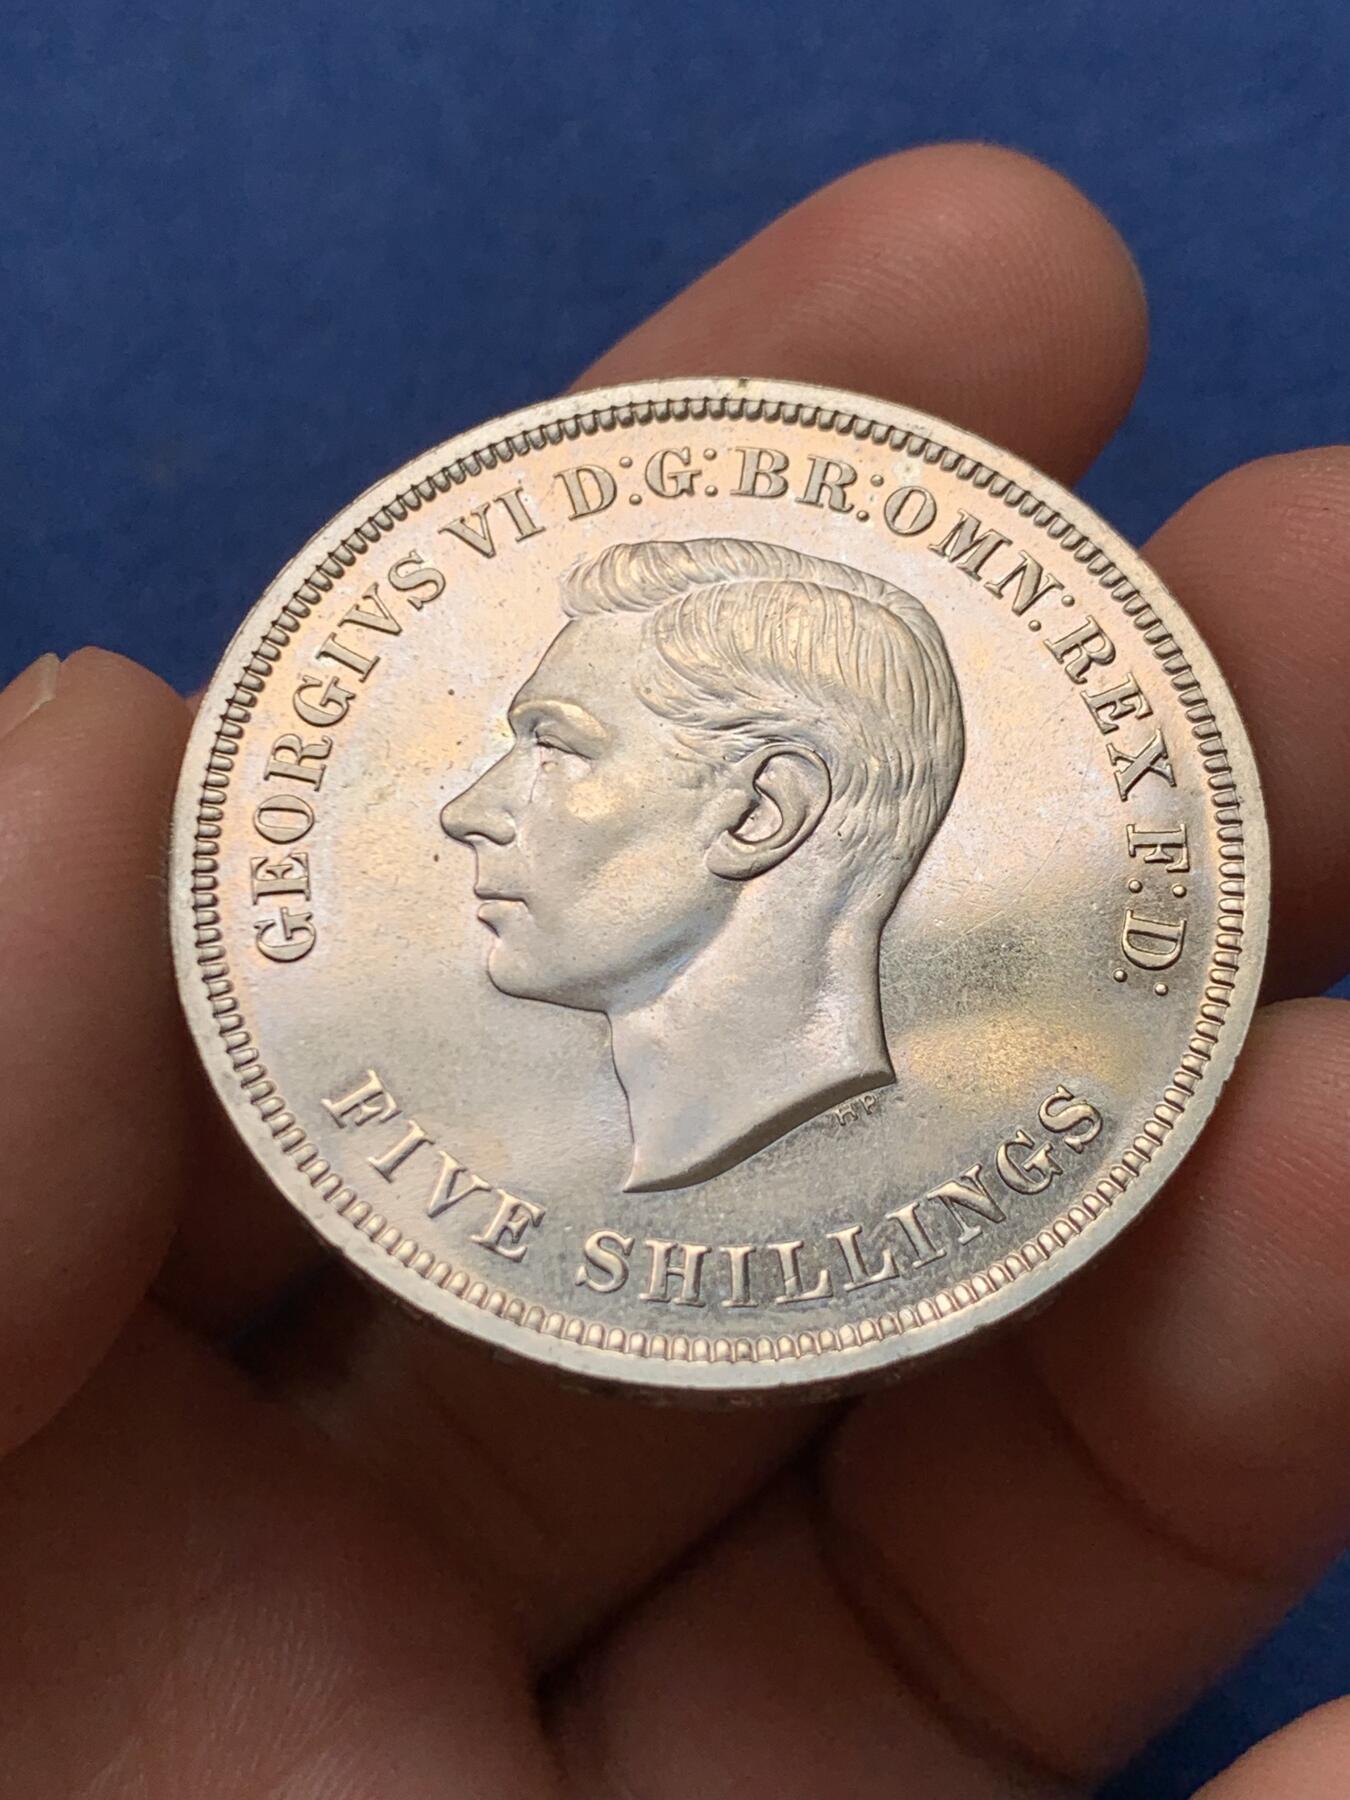 GEORGIVS VI D:G:BR:OMN:REX F:D:
HP
FIVE SHILLINGS